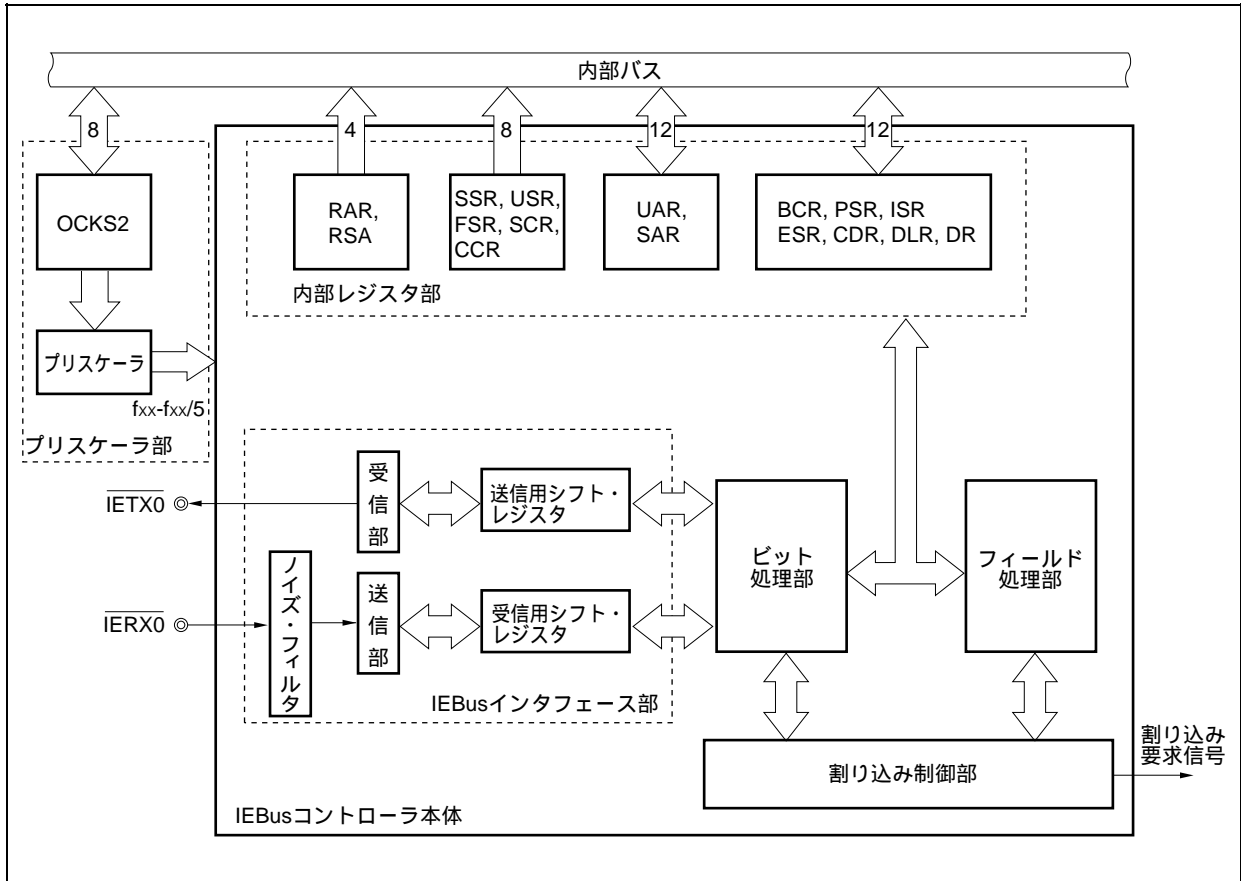 内部バス
8
4
8
12
12
OCKS2
RAR,
RSA
SSR, USR,
FSR, SCR,
CCR
UAR,
SAR
BCR, PSR, ISR
ESR, CDR, DLR, DR
内部レジスタ部
プリスケーラ
fxx-fxx/5
プリスケーラ部
IETX0
受信部
送信用シフト・
レジスタ
IERX0
ノイズ・フィルタ
送信部
受信用シフト・
レジスタ
IEBusインタフェース部
ビット
処理部
フィールド
処理部
割り込み制御部
割り込み
要求信号
IEBusコントローラ本体